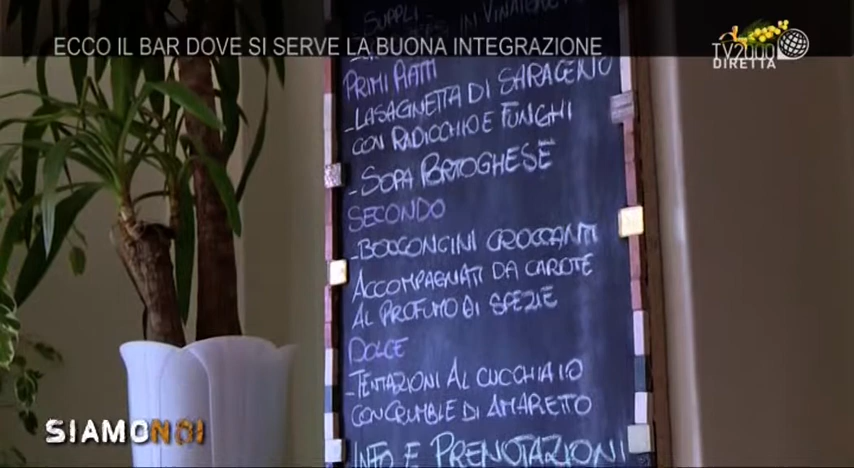 ECCO IL BAR DOVE SI SERVE LA BUONA INTEGRAZIONE
TV2000
DIRETTA
SUPPLÌ
IN
PRIMI PIATTI
-LASAGNETTA DI SARACENO
CON RADICCHIO E FUNGHI
-SOPA PORTOGHESE
SECONDO
-BOCCONCINI CROCCANTI
ACCOMPAGNATI DA CAROTE
AL PROFUMO DI SPEZIE
DOLCE
-TENTAZIONI AL CUCCHIAIO
CON CRUMBLE DI AMARETTO
INFO E PRENOTAZIONI
SIAMONOI